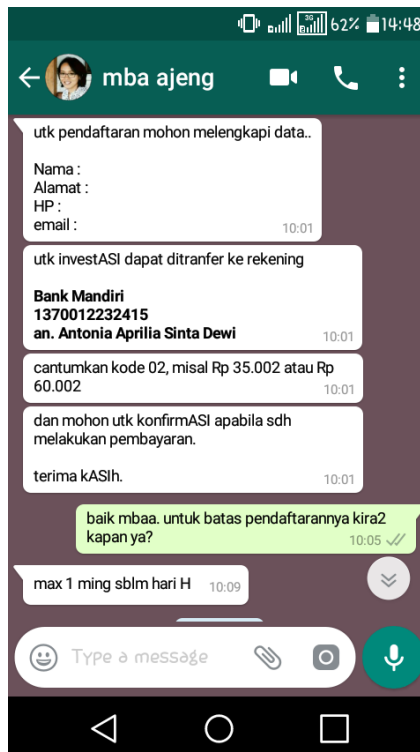 3G
62% 14:48
mba ajeng
utk pendaftaran mohon melengkapi data..
Nama :
Alamat :
HP :
email :
10:01
utk investASI dapat ditranfer ke rekening
Bank Mandiri
1370012232415
an. Antonia Aprilia Sinta Dewi
10:01
cantumkan kode 02, misal Rp 35.002 atau Rp
60.002
10:01
dan mohon utk konfirmASI apabila sdh
melakukan pembayaran.
terima kASIh.
10:01
baik mbaa. untuk batas pendaftarannya kira2
kapan ya?
10:05
max 1 ming sblm hari H
10:09
Type a message